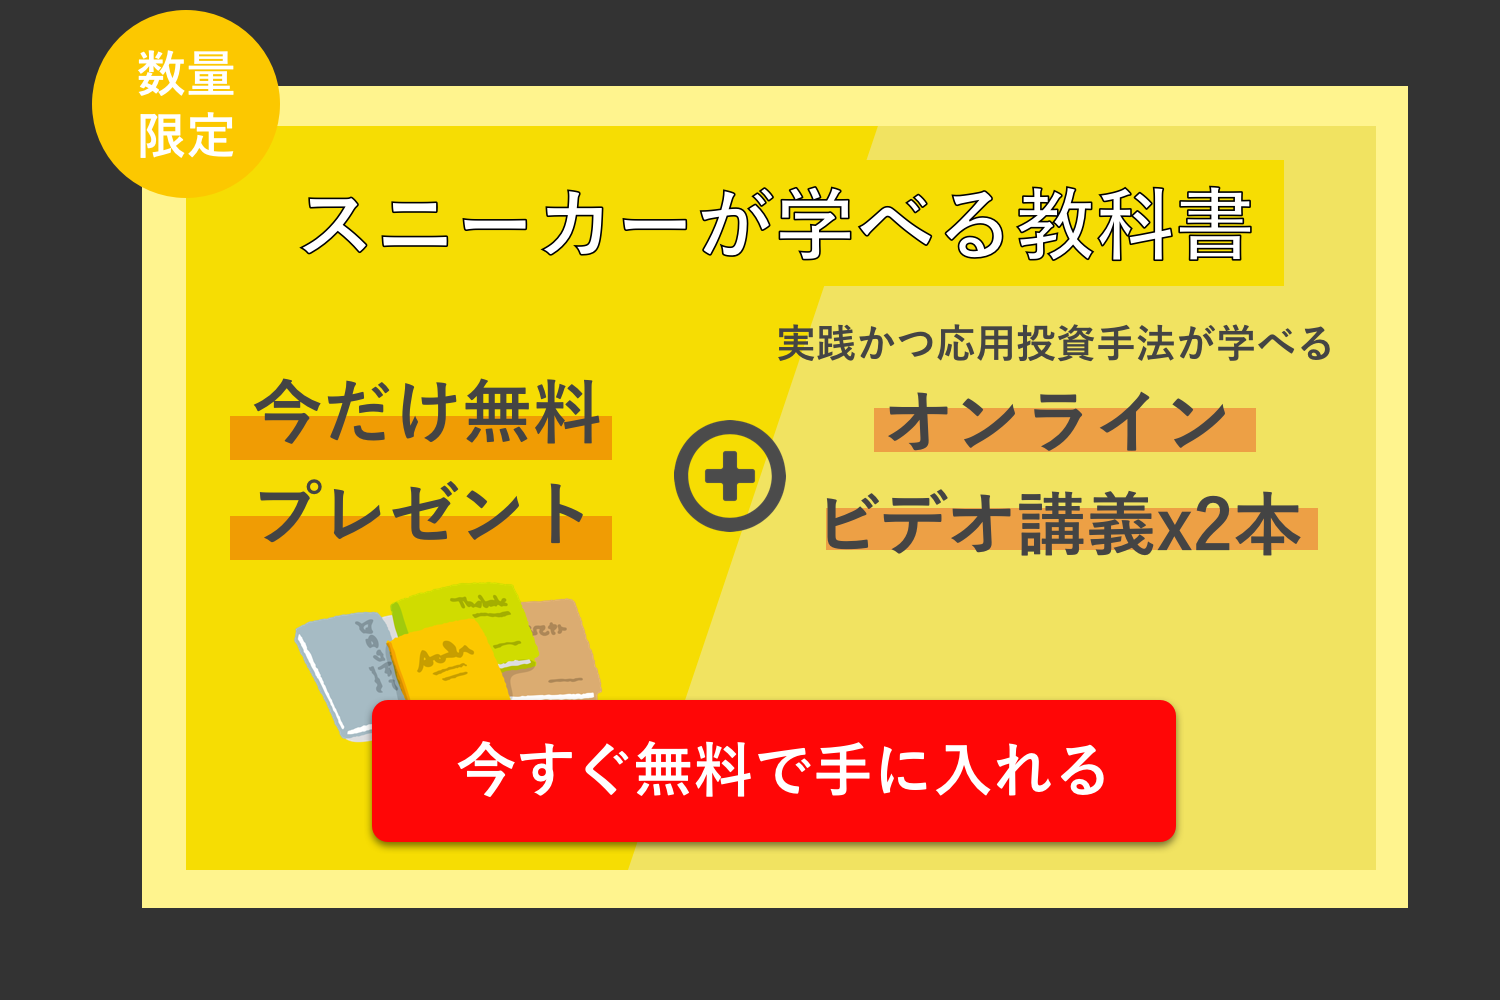 数量
限定
スニーカーが学べる教科書
今だけ無料
プレゼント
実践かつ応用投資手法が学べる
オンライン
ビデオ講義x2本
今すぐ無料で手に入れる